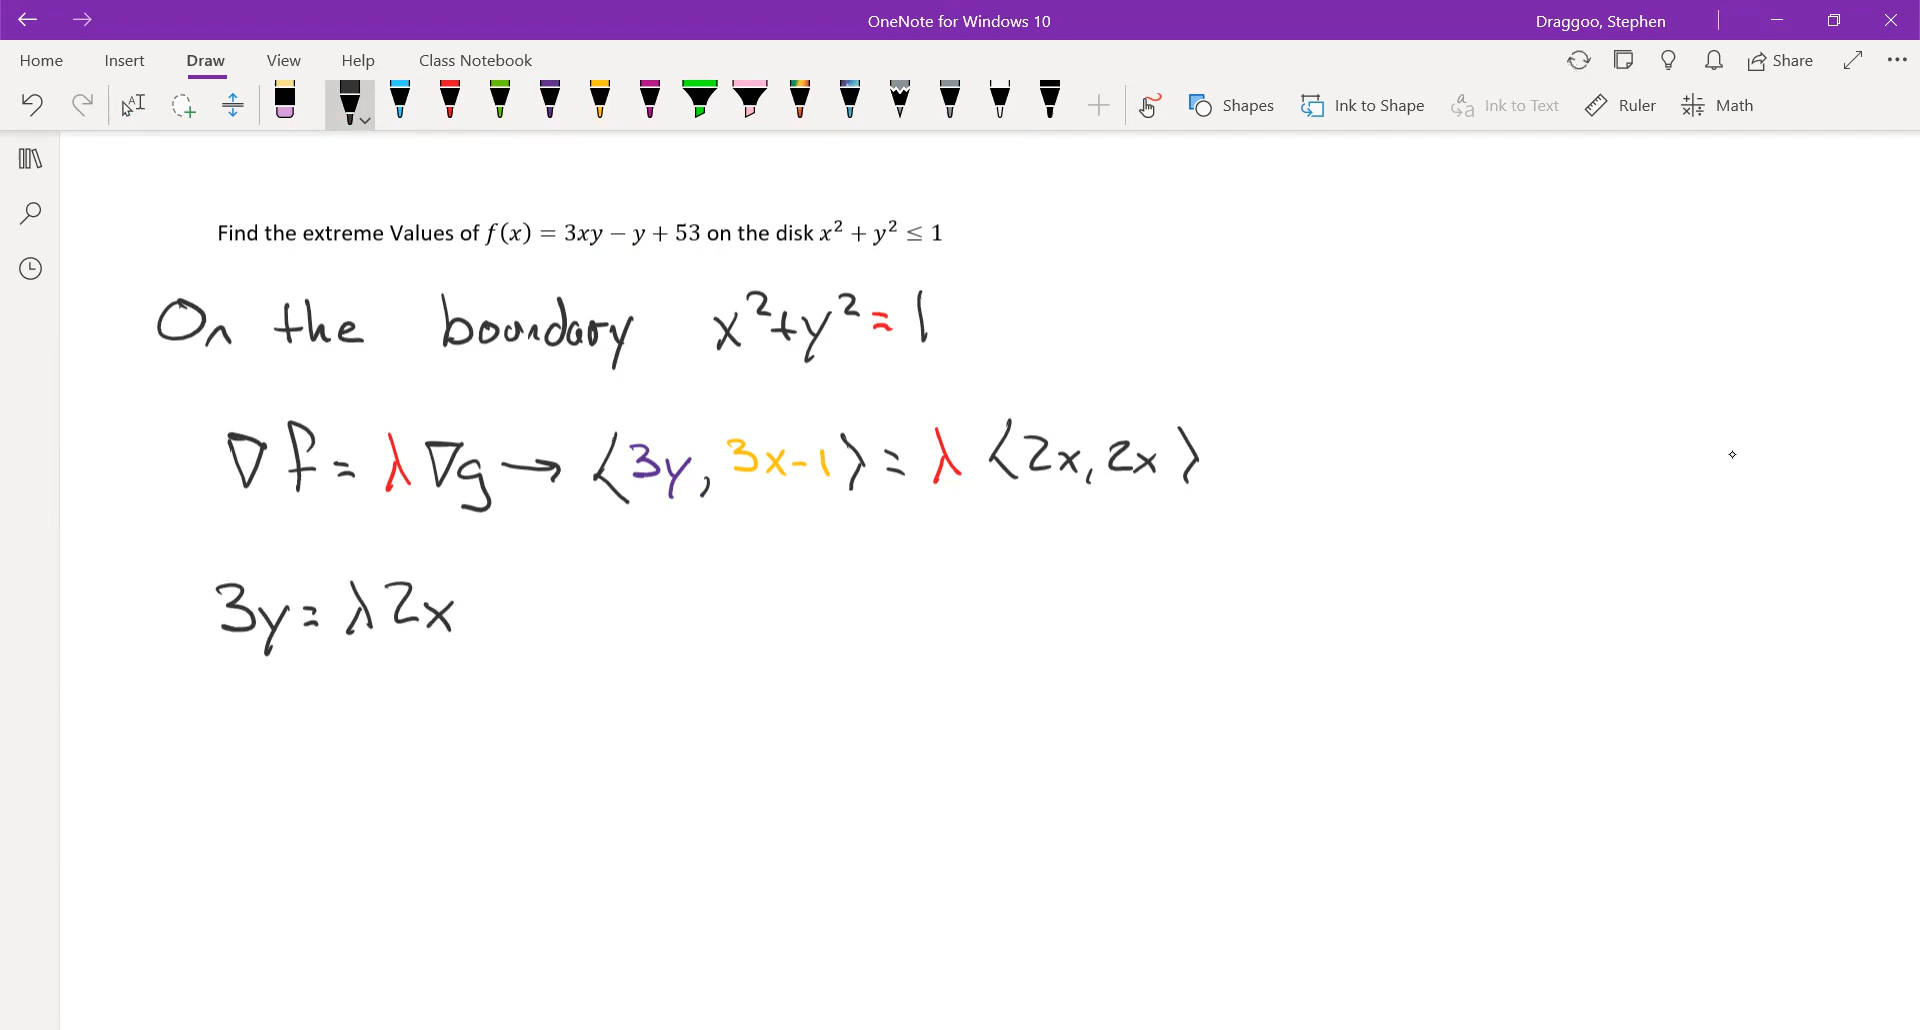 OneNote for Windows 10
Draggoo, Stephen
Home Insert Draw View Help Class Notebook
Share
Shapes Ink to Shape Ink to Text Ruler Math
Find the extreme Values of f(x) = 3xy − y + 53 on the disk x² + y² ≤ 1
On the boundary x²+y² = 1
∇f = λ∇g → ⟨3y, 3x-1⟩ = λ ⟨2x, 2x⟩
3y = λ2x